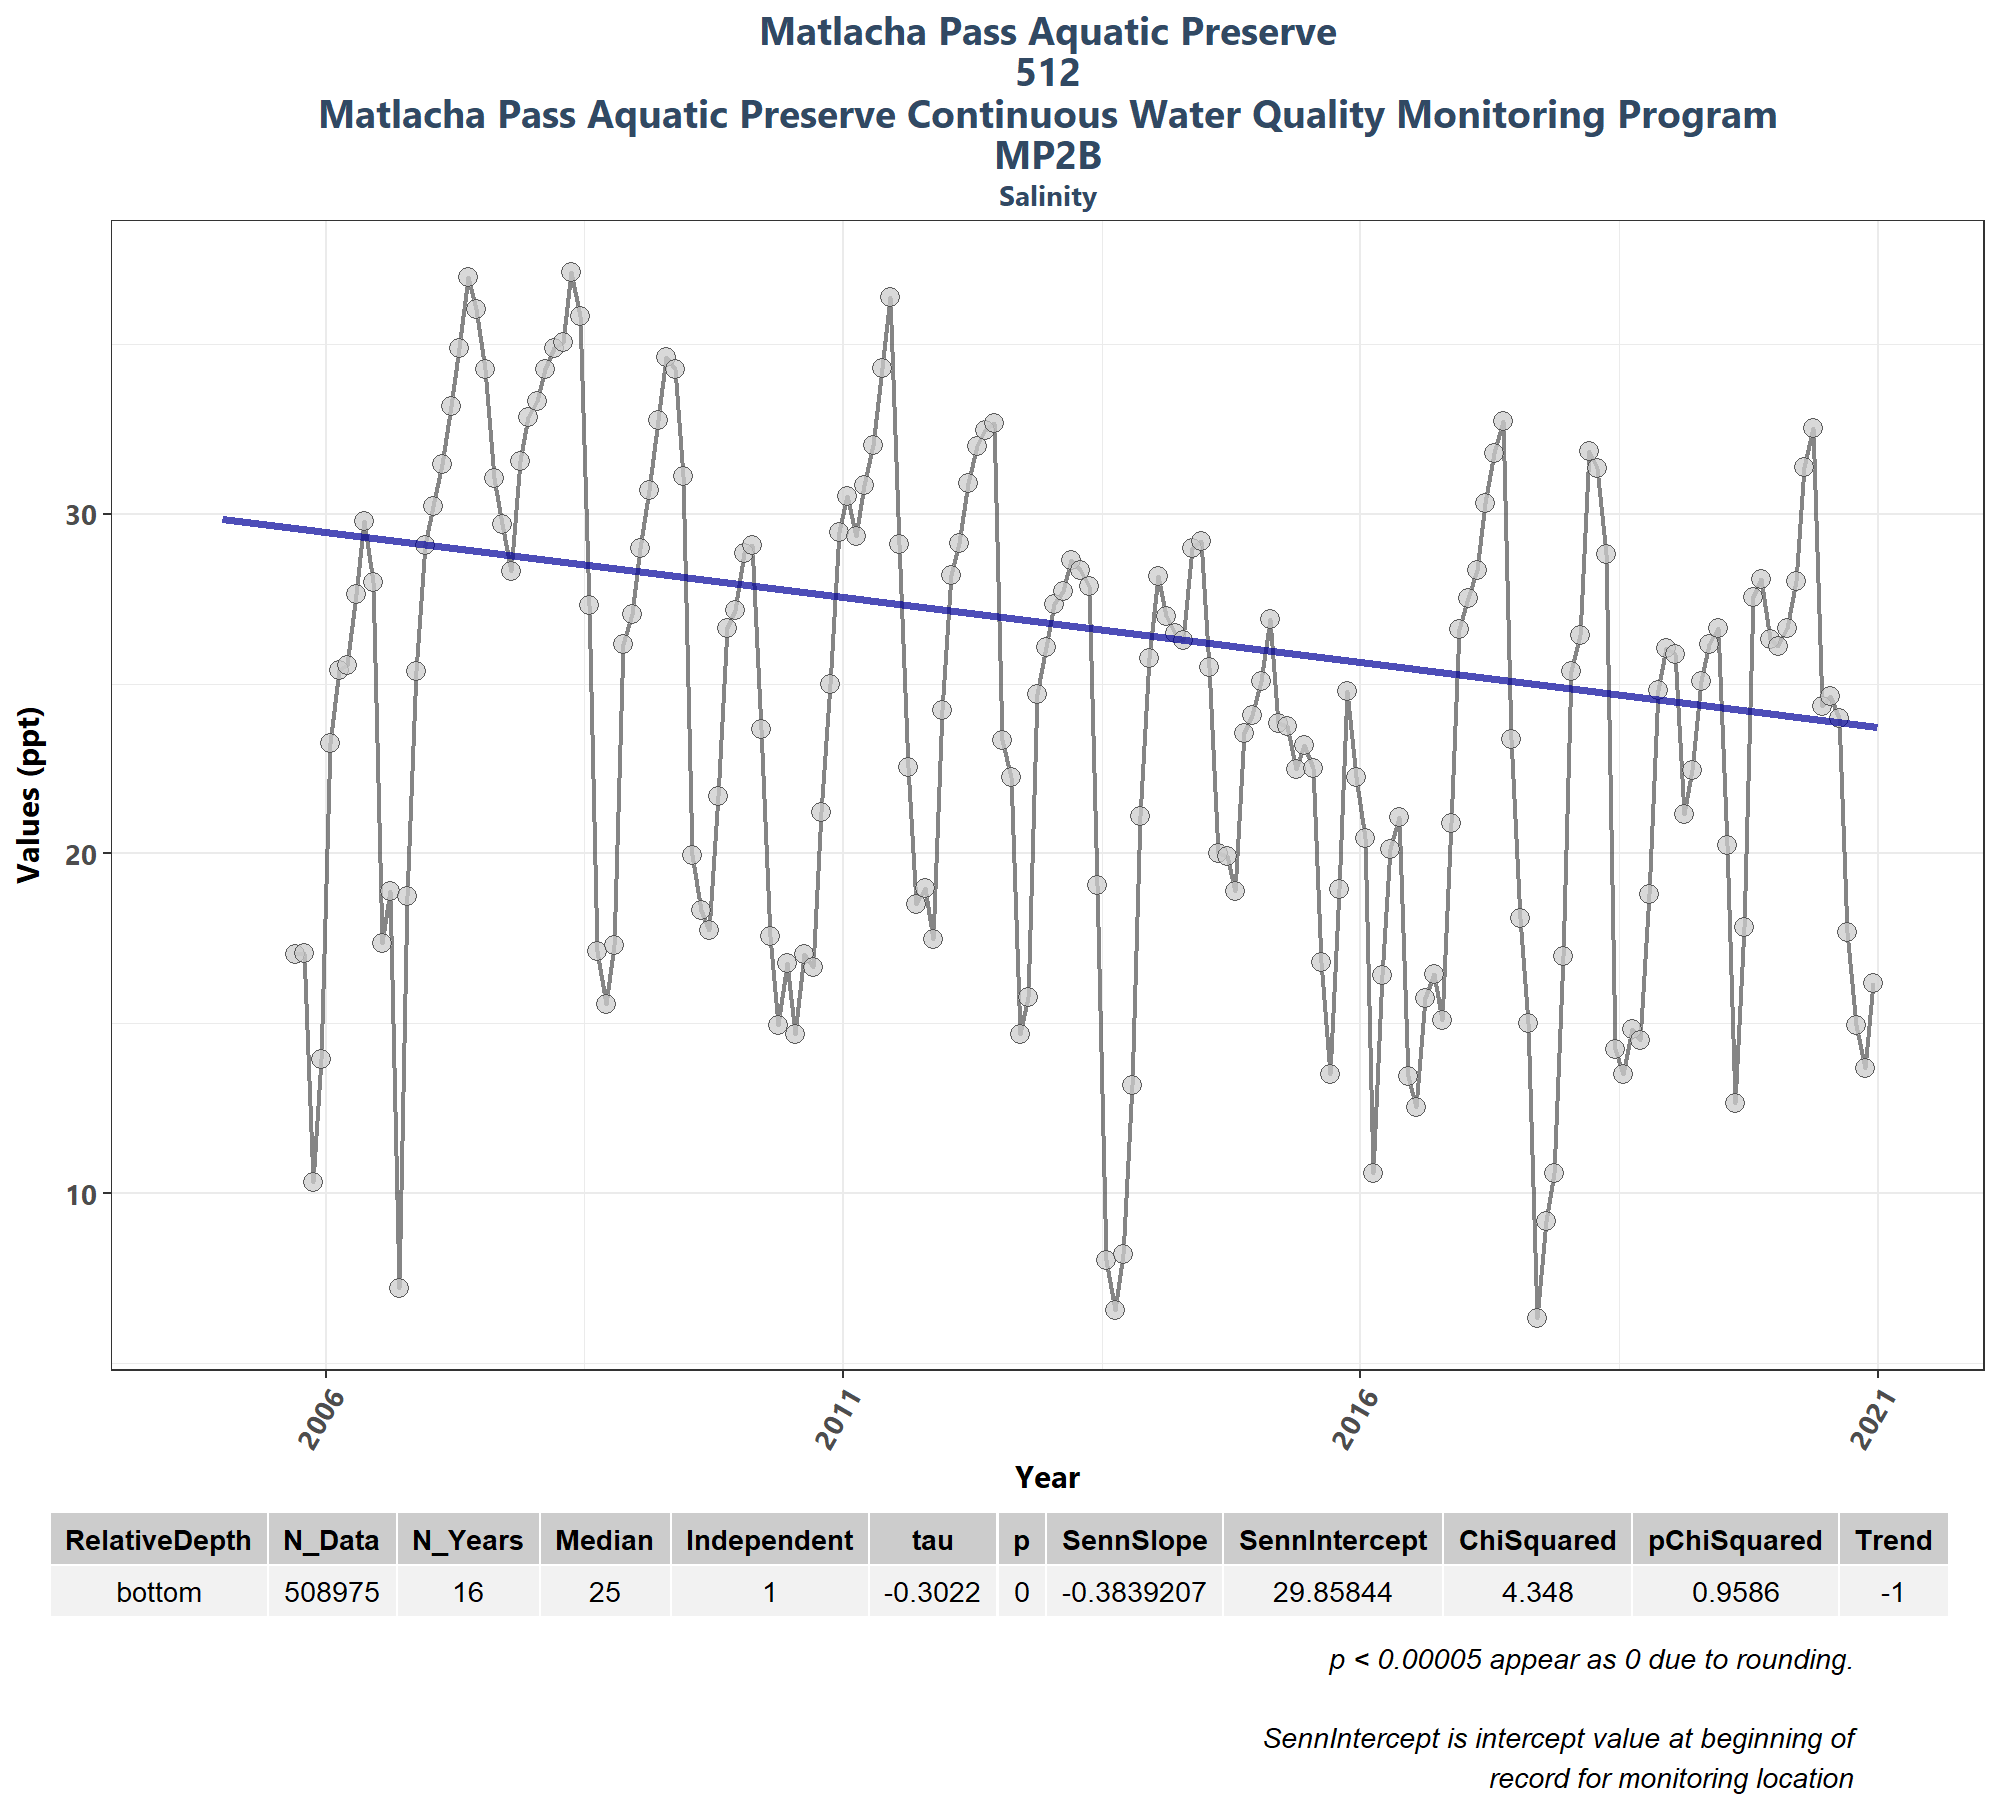 Matlacha Pass Aquatic Preserve
512
Matlacha Pass Aquatic Preserve Continuous Water Quality Monitoring Program
MP2B
Salinity
Values (ppt)
30
20
10
2006 2011 2016 2021
Year
RelativeDepth N_Data N_Years Median Independent tau p SennSlope SennIntercept ChiSquared pChiSquared Trend
bottom 508975 16 25 1 -0.3022 0 -0.3839207 29.85844 4.348 0.9586 -1
p < 0.00005 appear as 0 due to rounding.
SennIntercept is intercept value at beginning of
record for monitoring location